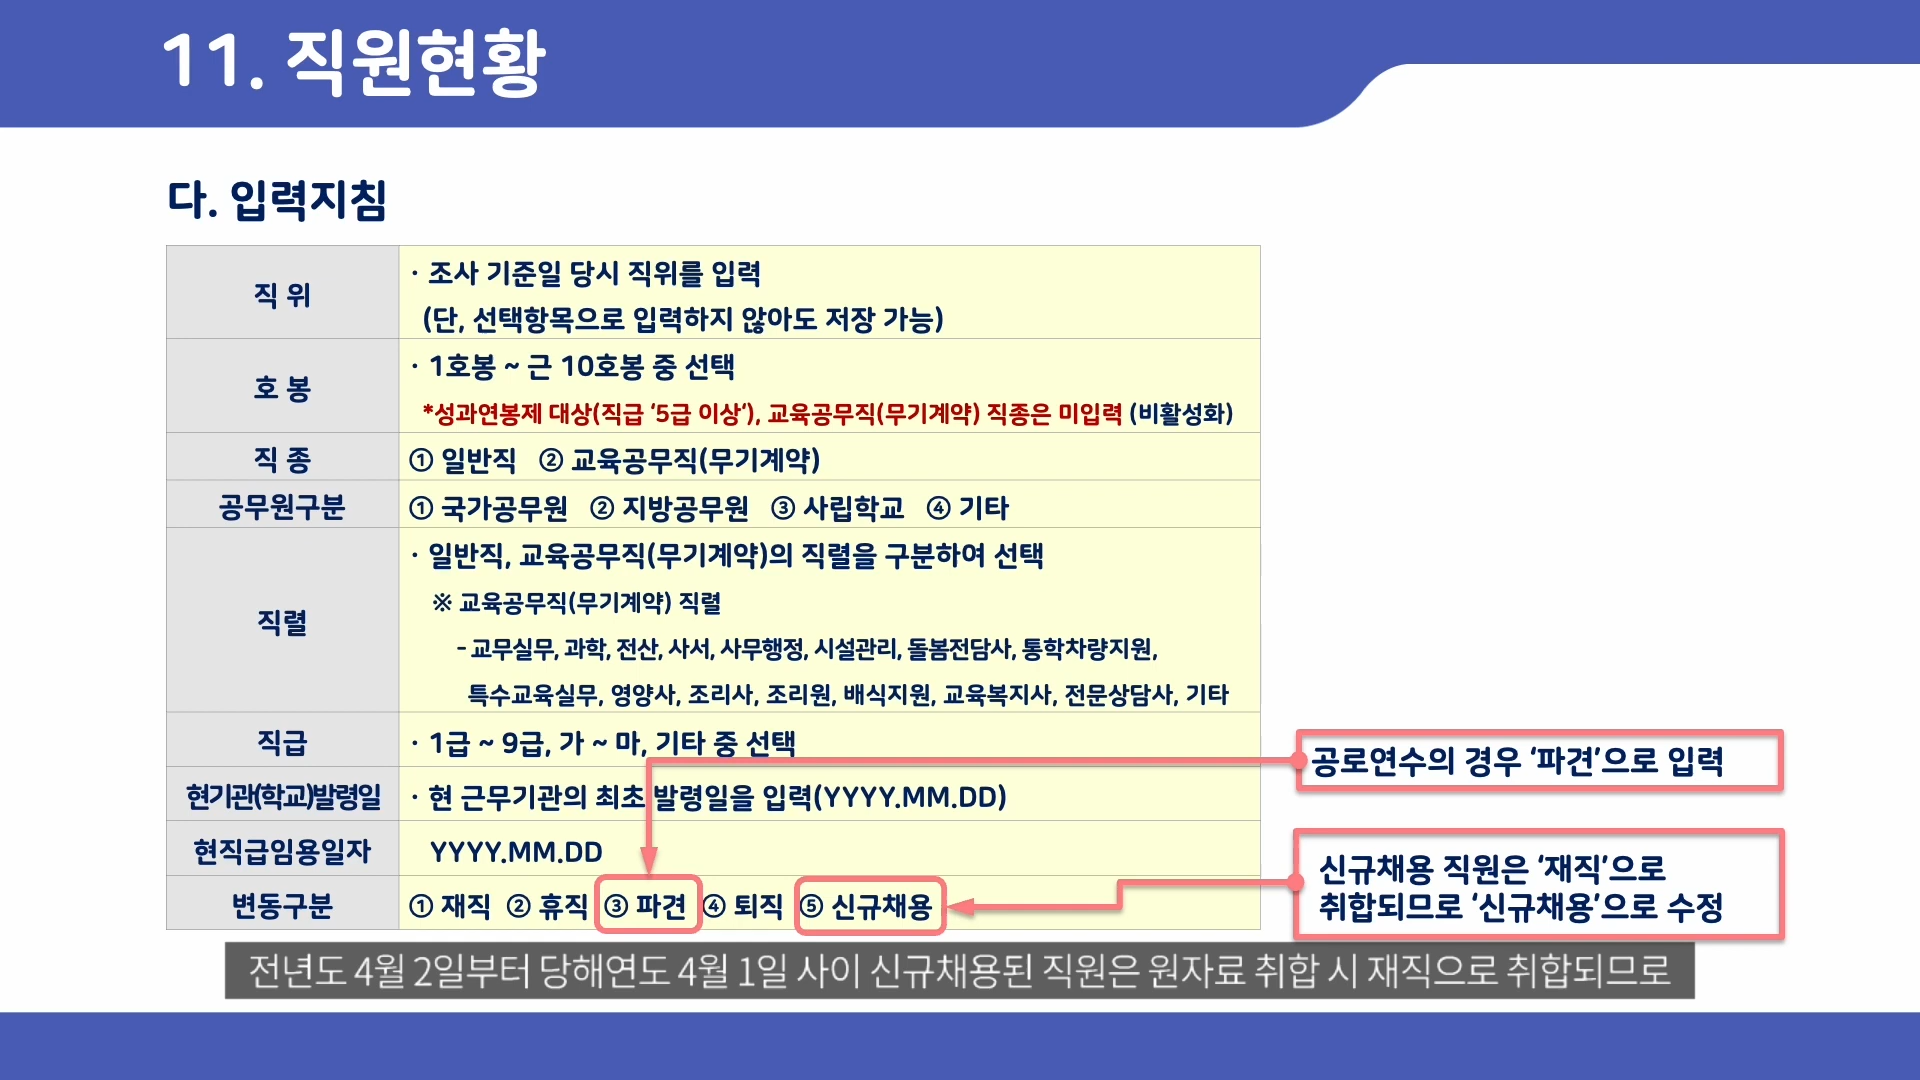 11. 직원현황
다. 입력지침
직 위
· 조사 기준일 당시 직위를 입력
(단, 선택항목으로 입력하지 않아도 저장 가능)
호 봉
· 1호봉 ~ 근 10호봉 중 선택
*성과연봉제 대상(직급 ‘5급 이상‘), 교육공무직(무기계약) 직종은 미입력 (비활성화)
직 종
① 일반직 ② 교육공무직(무기계약)
공무원구분
① 국가공무원 ② 지방공무원 ③ 사립학교 ④ 기타
직렬
· 일반직, 교육공무직(무기계약)의 직렬을 구분하여 선택
※ 교육공무직(무기계약) 직렬
- 교무실무, 과학, 전산, 사서, 사무행정, 시설관리, 돌봄전담사, 통학차량지원,
특수교육실무, 영양사, 조리사, 조리원, 배식지원, 교육복지사, 전문상담사, 기타
직급
· 1급 ~ 9급, 가 ~ 마, 기타 중 선택
현기관(학교)발령일
· 현 근무기관의 최초 발령일을 입력(YYYY.MM.DD)
현직급임용일자
YYYY.MM.DD
변동구분
① 재직 ② 휴직 ③ 파견 ④ 퇴직 ⑤ 신규채용
공로연수의 경우 ‘파견’으로 입력
신규채용 직원은 ‘재직’으로
취합되므로 ‘신규채용’으로 수정
전년도 4월 2일부터 당해연도 4월 1일 사이 신규채용된 직원은 원자료 취합 시 재직으로 취합되므로